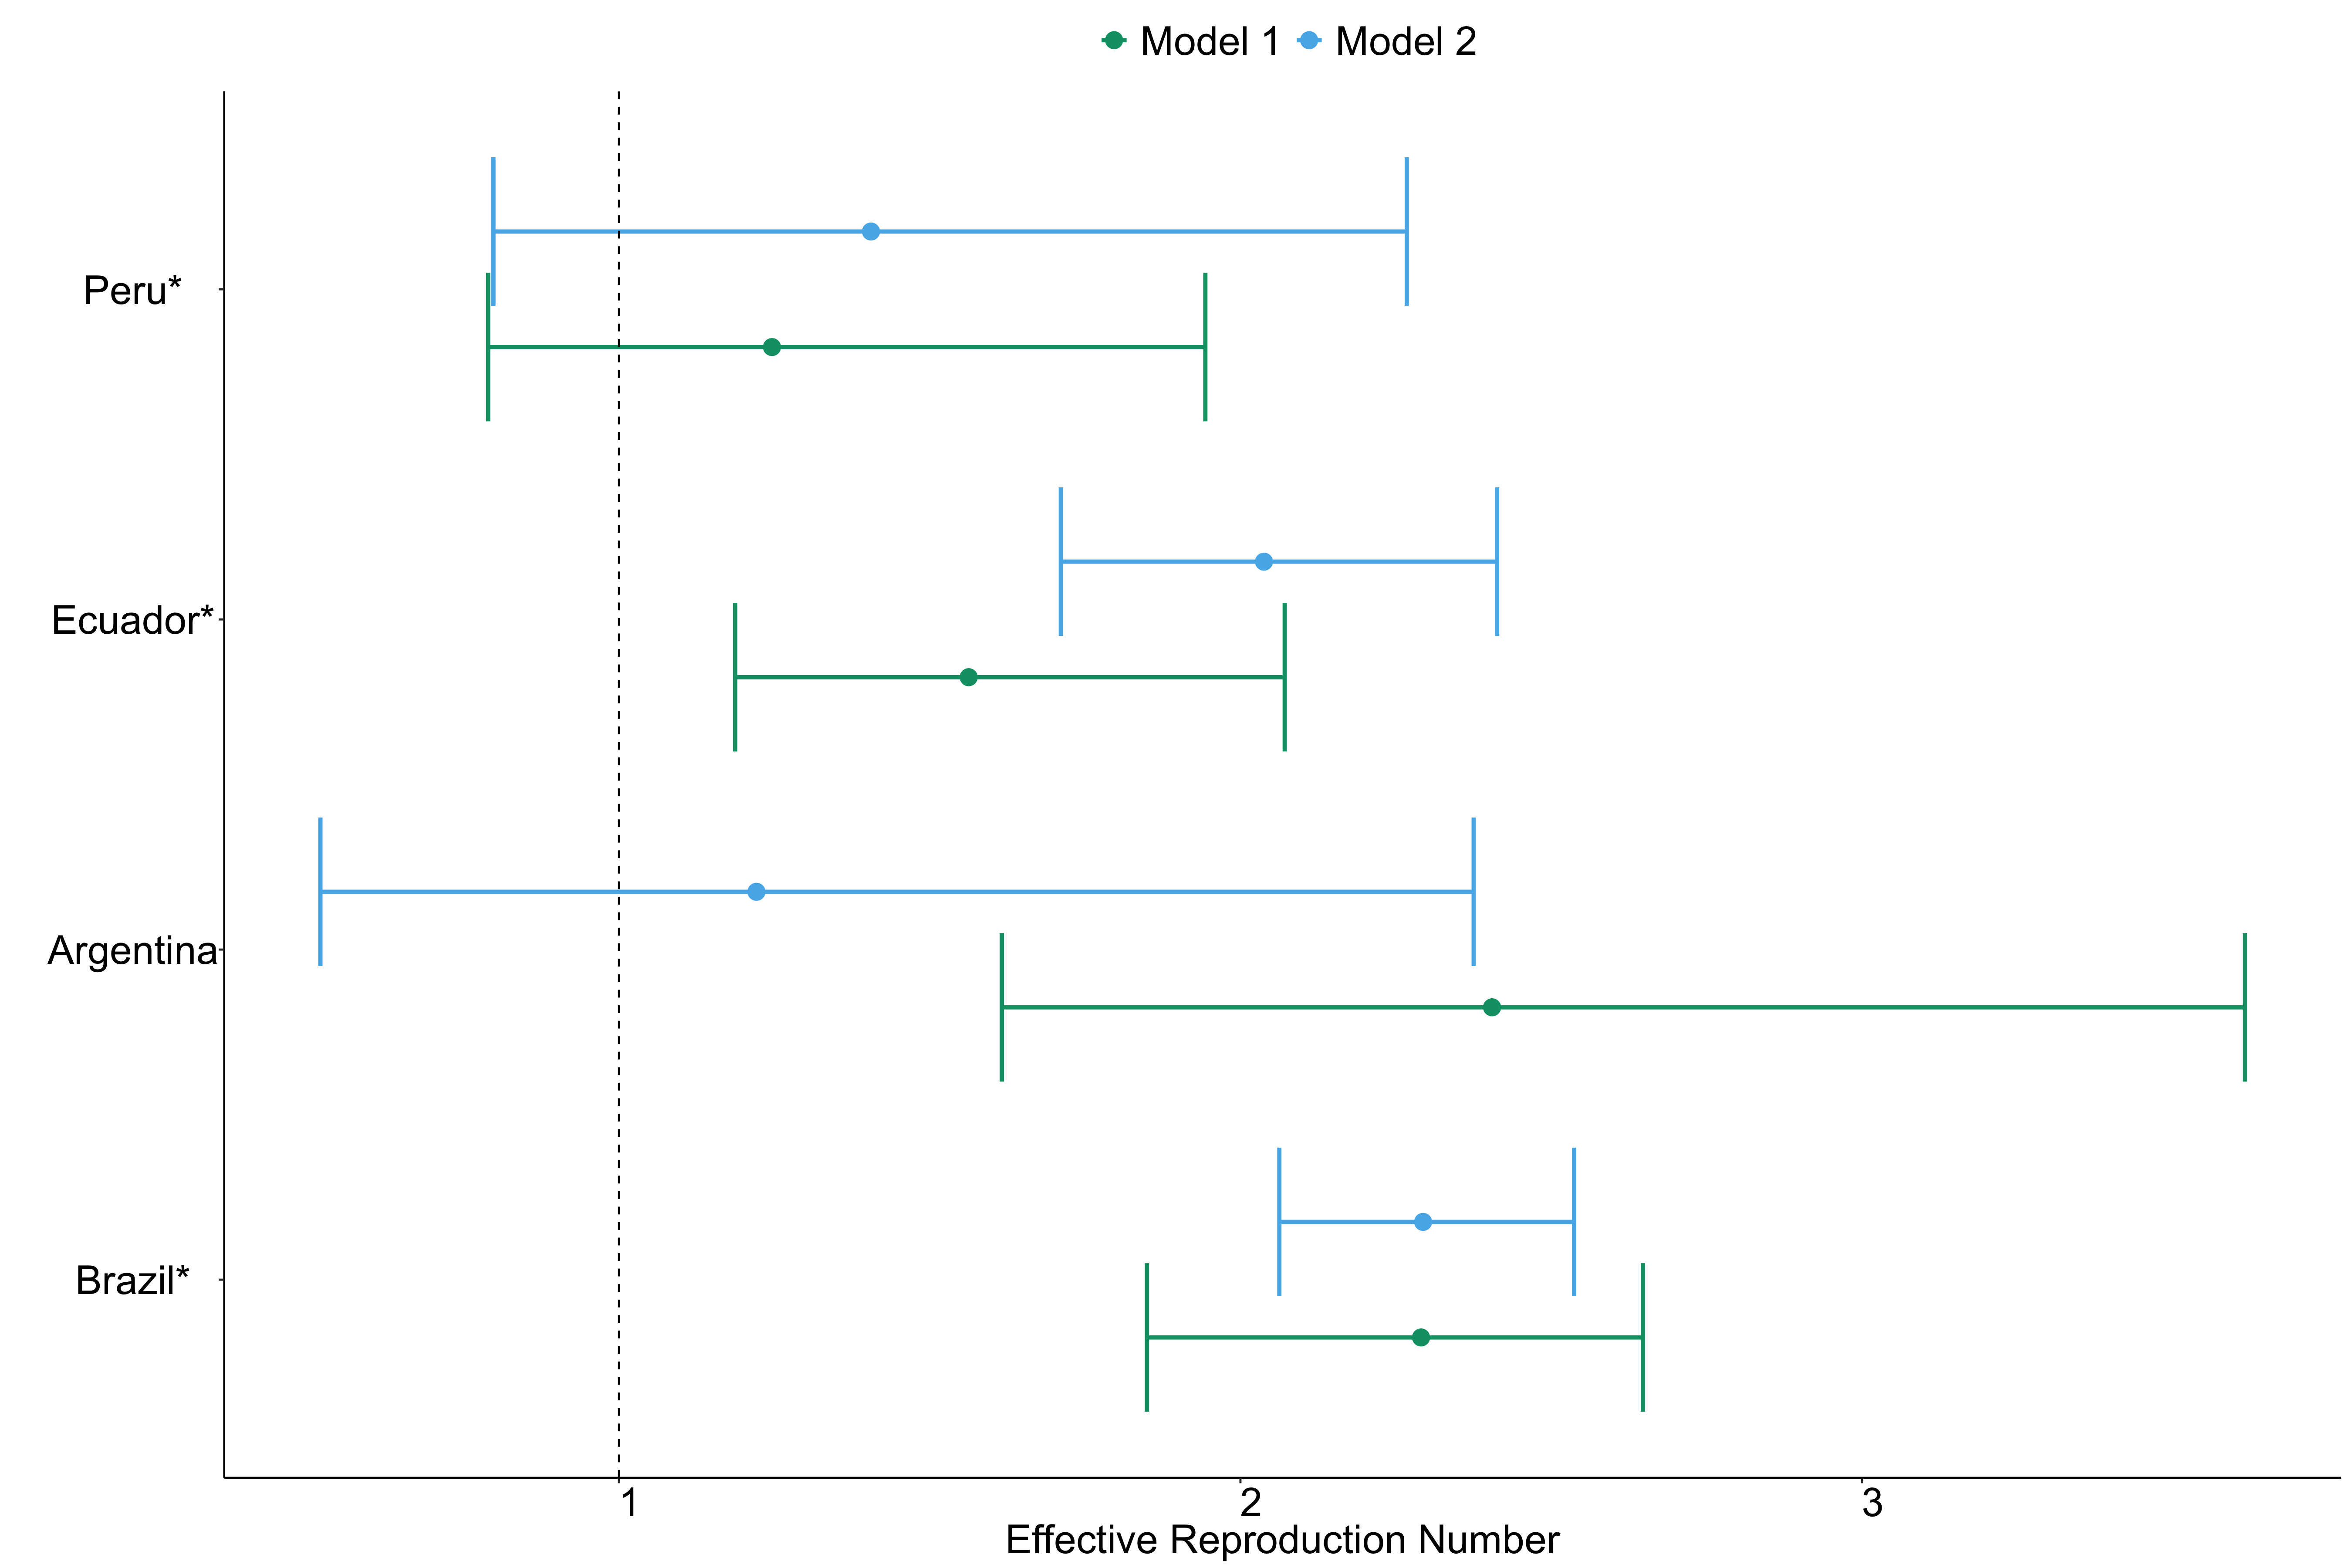 Model 1 Model 2
Peru*
Ecuador*
Argentina
Brazil*
1 2 3
Effective Reproduction Number